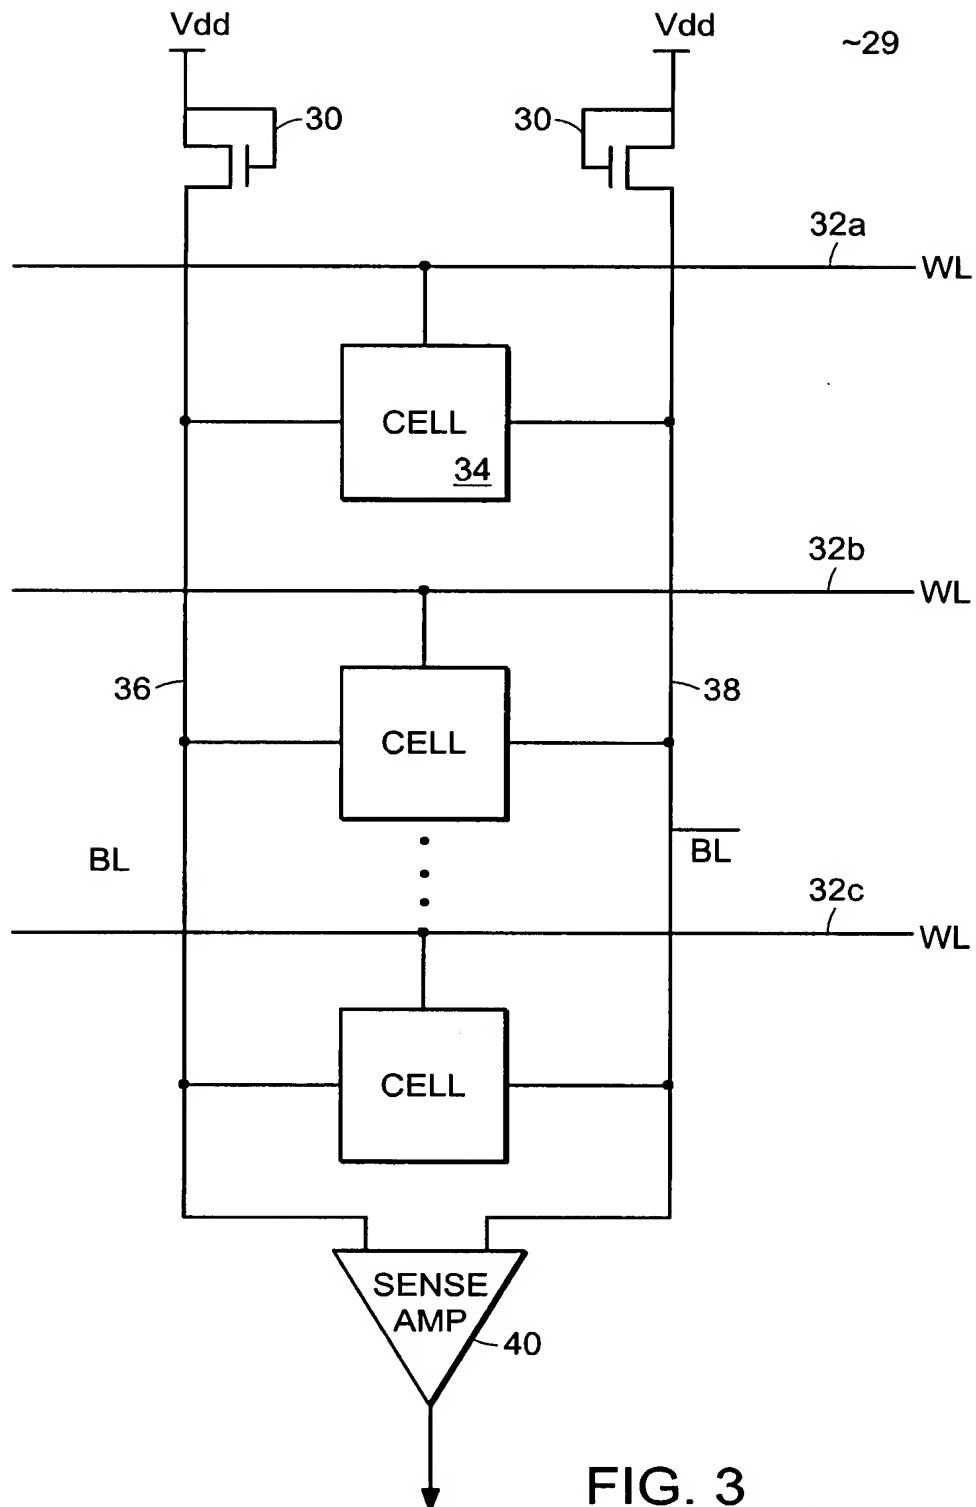 Vdd
Vdd
~29
30
30
32a
WL
CELL
34
32b
WL
36
38
CELL
BL
BL
32c
WL
CELL
SENSE
AMP
40
FIG. 3